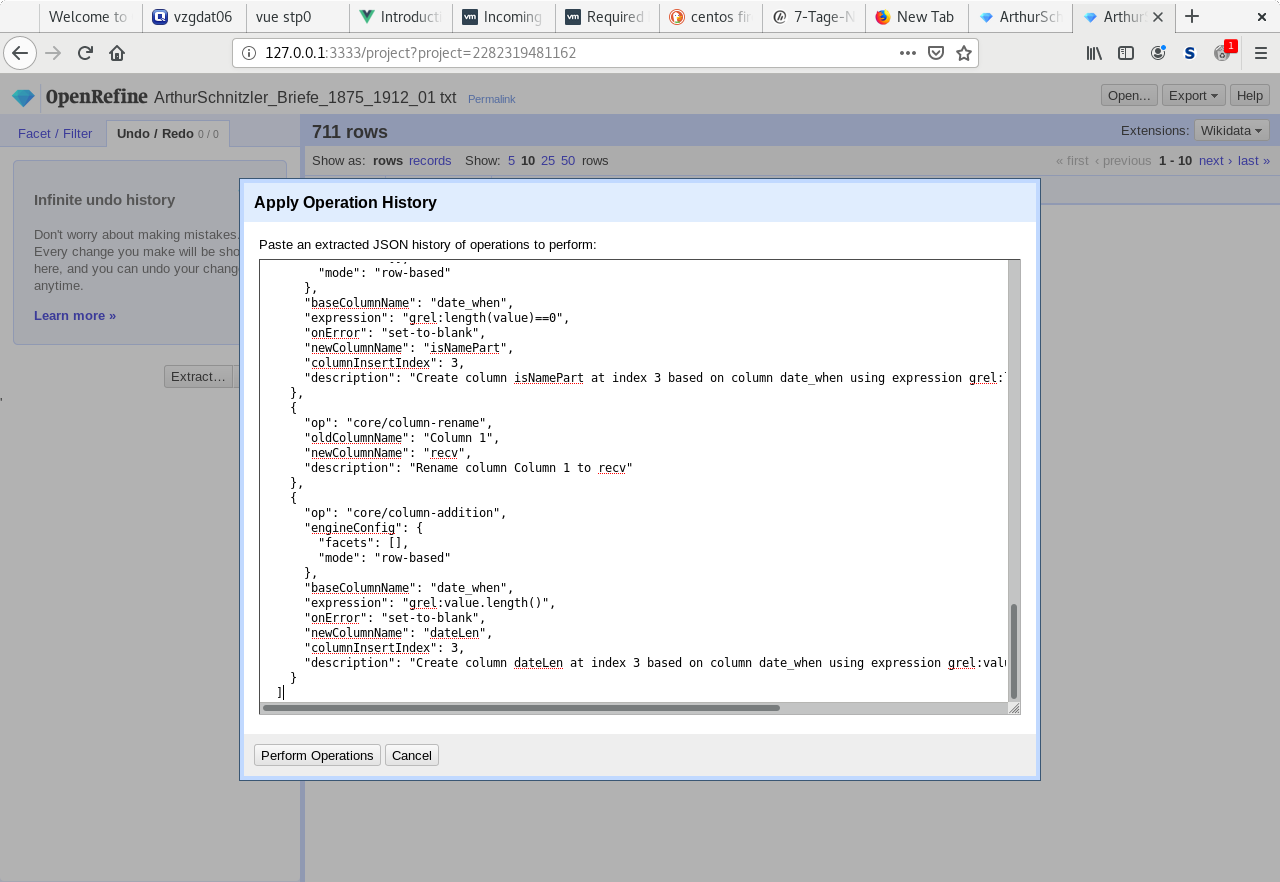 Welcome to
vzgdat06
vue stp0
Introducti
Incoming
Required
centos fir
7-Tage-N
New Tab
ArthurSch
Arthur
127.0.0.1:3333/project?project=2282319481162
S
1
OpenRefine ArthurSchnitzler_Briefe_1875_1912_01 txt Permalink
Open... Export Help
Facet / Filter Undo / Redo 0 / 0
711 rows
Extensions: Wikidata
Show as: rows records Show: 5 10 25 50 rows
« first ‹ previous 1 - 10 next › last »
Infinite undo history
Don't worry about making mistakes.
Every change you make will be sho
here, and you can undo your chang
anytime.
Learn more »
Extract...
Apply Operation History
Paste an extracted JSON history of operations to perform:
"mode": "row-based"
},
"baseColumnName": "date_when",
"expression": "grel:length(value)==0",
"onError": "set-to-blank",
"newColumnName": "isNamePart",
"columnInsertIndex": 3,
"description": "Create column isNamePart at index 3 based on column date_when using expression grel:l
},
{
"op": "core/column-rename",
"oldColumnName": "Column 1",
"newColumnName": "recv",
"description": "Rename column Column 1 to recv"
},
{
"op": "core/column-addition",
"engineConfig": {
"facets": [],
"mode": "row-based"
},
"baseColumnName": "date_when",
"expression": "grel:value.length()",
"onError": "set-to-blank",
"newColumnName": "dateLen",
"columnInsertIndex": 3,
"description": "Create column dateLen at index 3 based on column date_when using expression grel:valu
}
]
Perform Operations Cancel